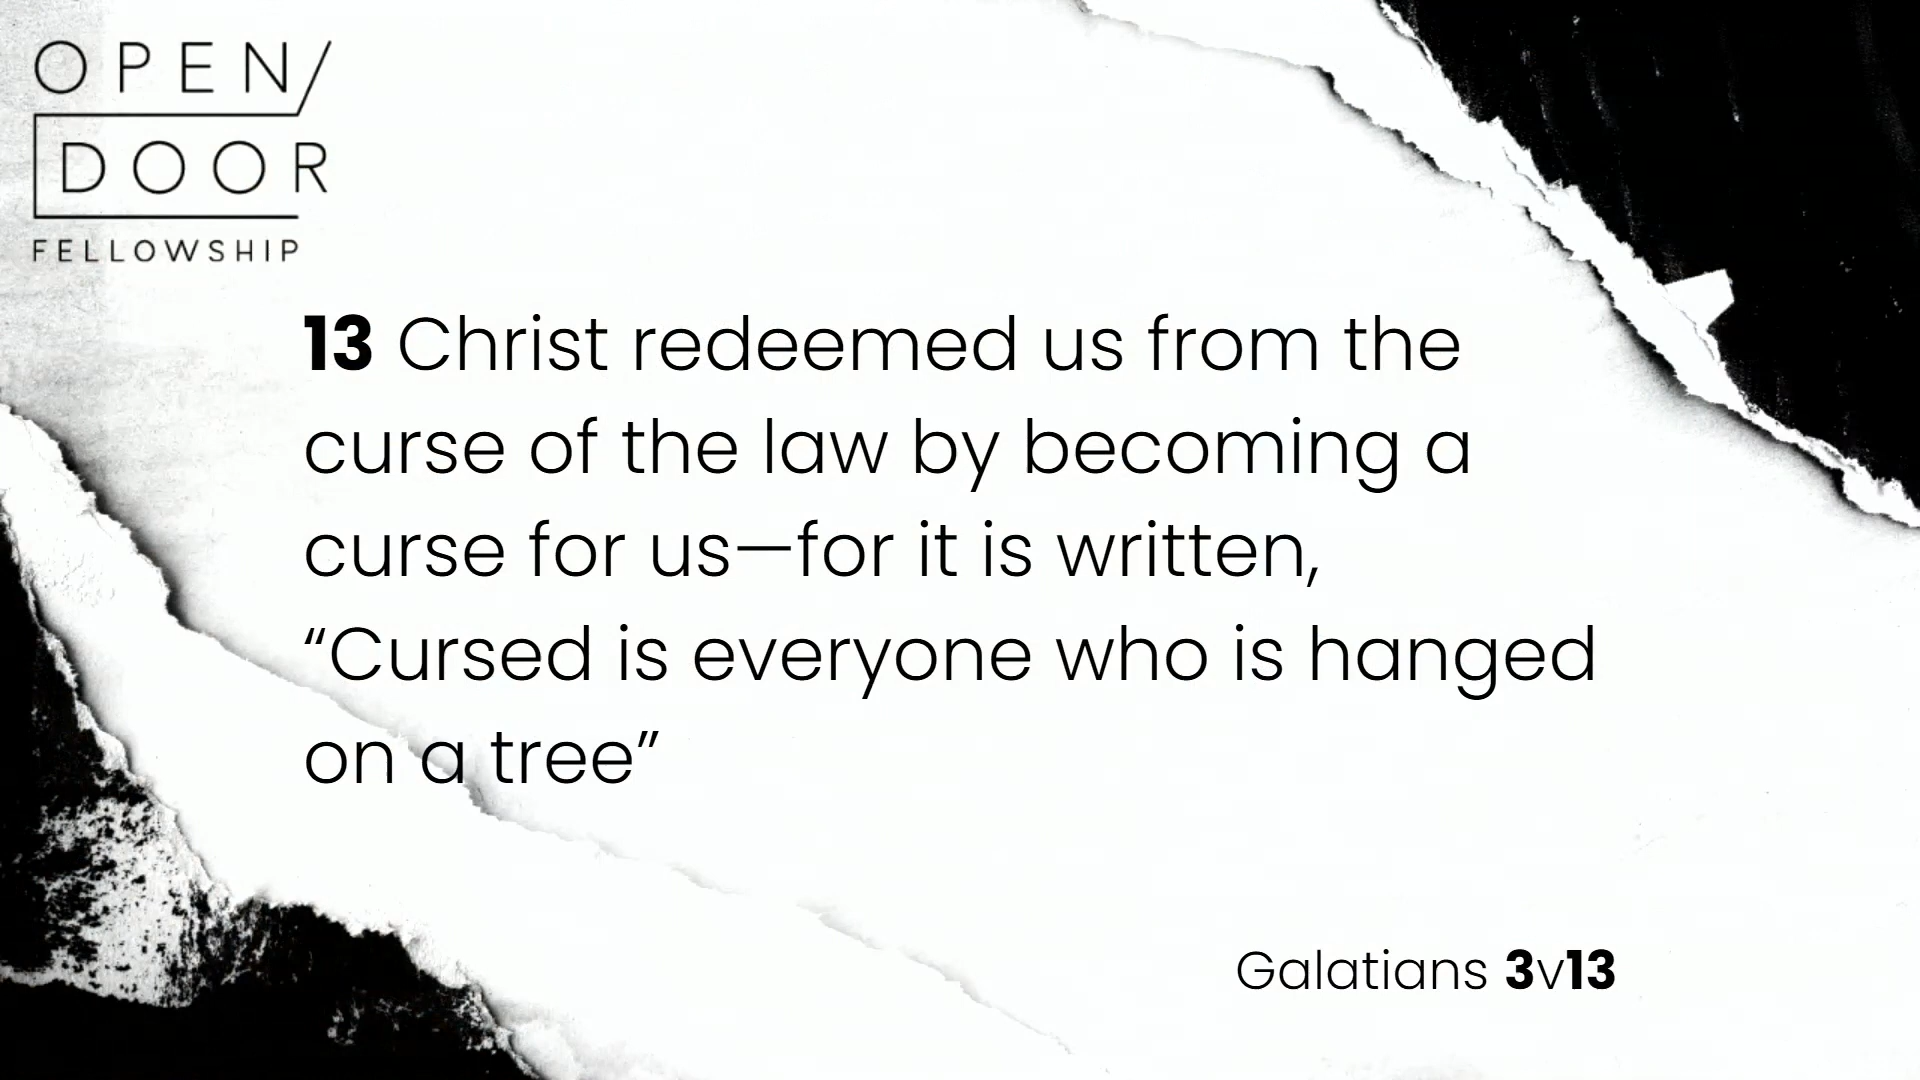 OPEN
DOOR
FELLOWSHIP
13 Christ redeemed us from the
curse of the law by becoming a
curse for us—for it is written,
“Cursed is everyone who is hanged
on a tree”
Galatians 3v13